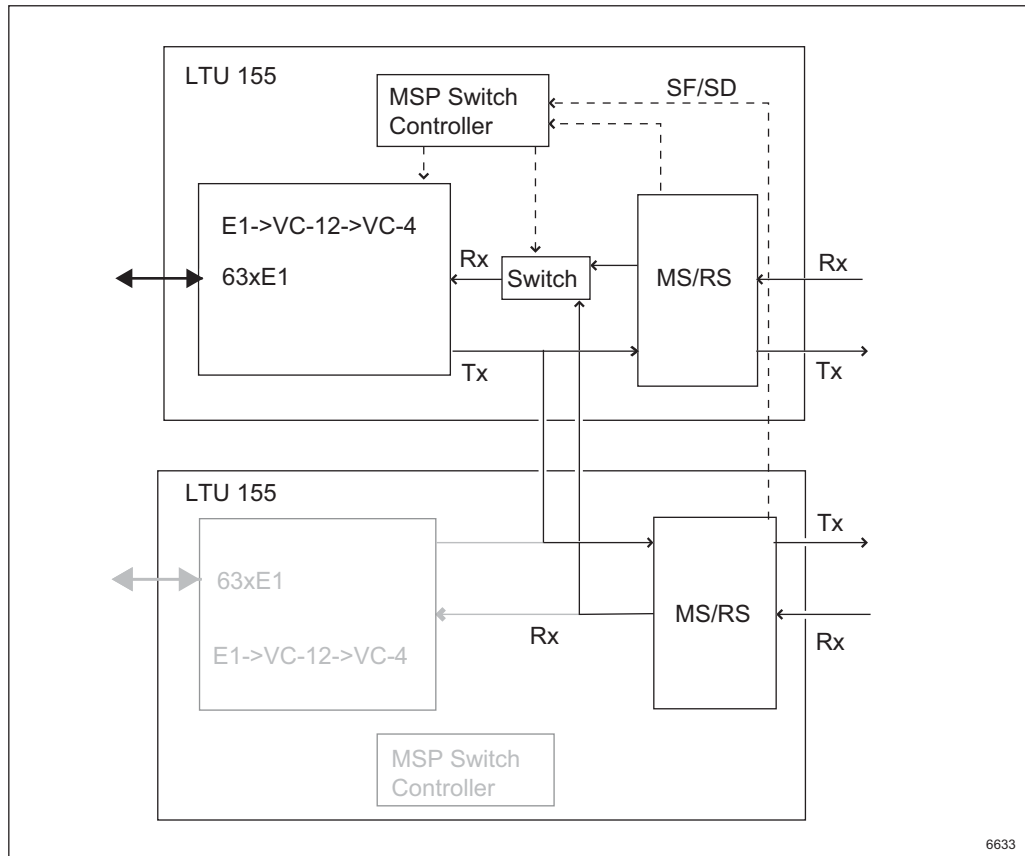 LTU 155
MSP Switch
Controller
SF/SD
E1->VC-12->VC-4
63xE1
Rx
Switch
MS/RS
Rx
Tx
Tx
LTU 155
63xE1
E1->VC-12->VC-4
Rx
MS/RS
Tx
Rx
MSP Switch
Controller
6633